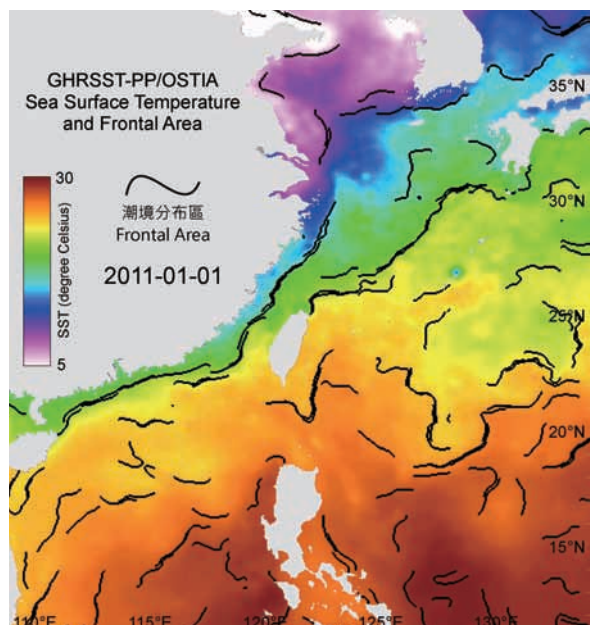 GHRSST-PP/OSTIA
Sea Surface Temperature
and Frontal Area
30
SST (degree Celsius)
5
潮境分布區
Frontal Area
2011-01-01
35°N
30°N
25°N
20°N
15°N
110°E
115°E
120°E
125°E
130°E